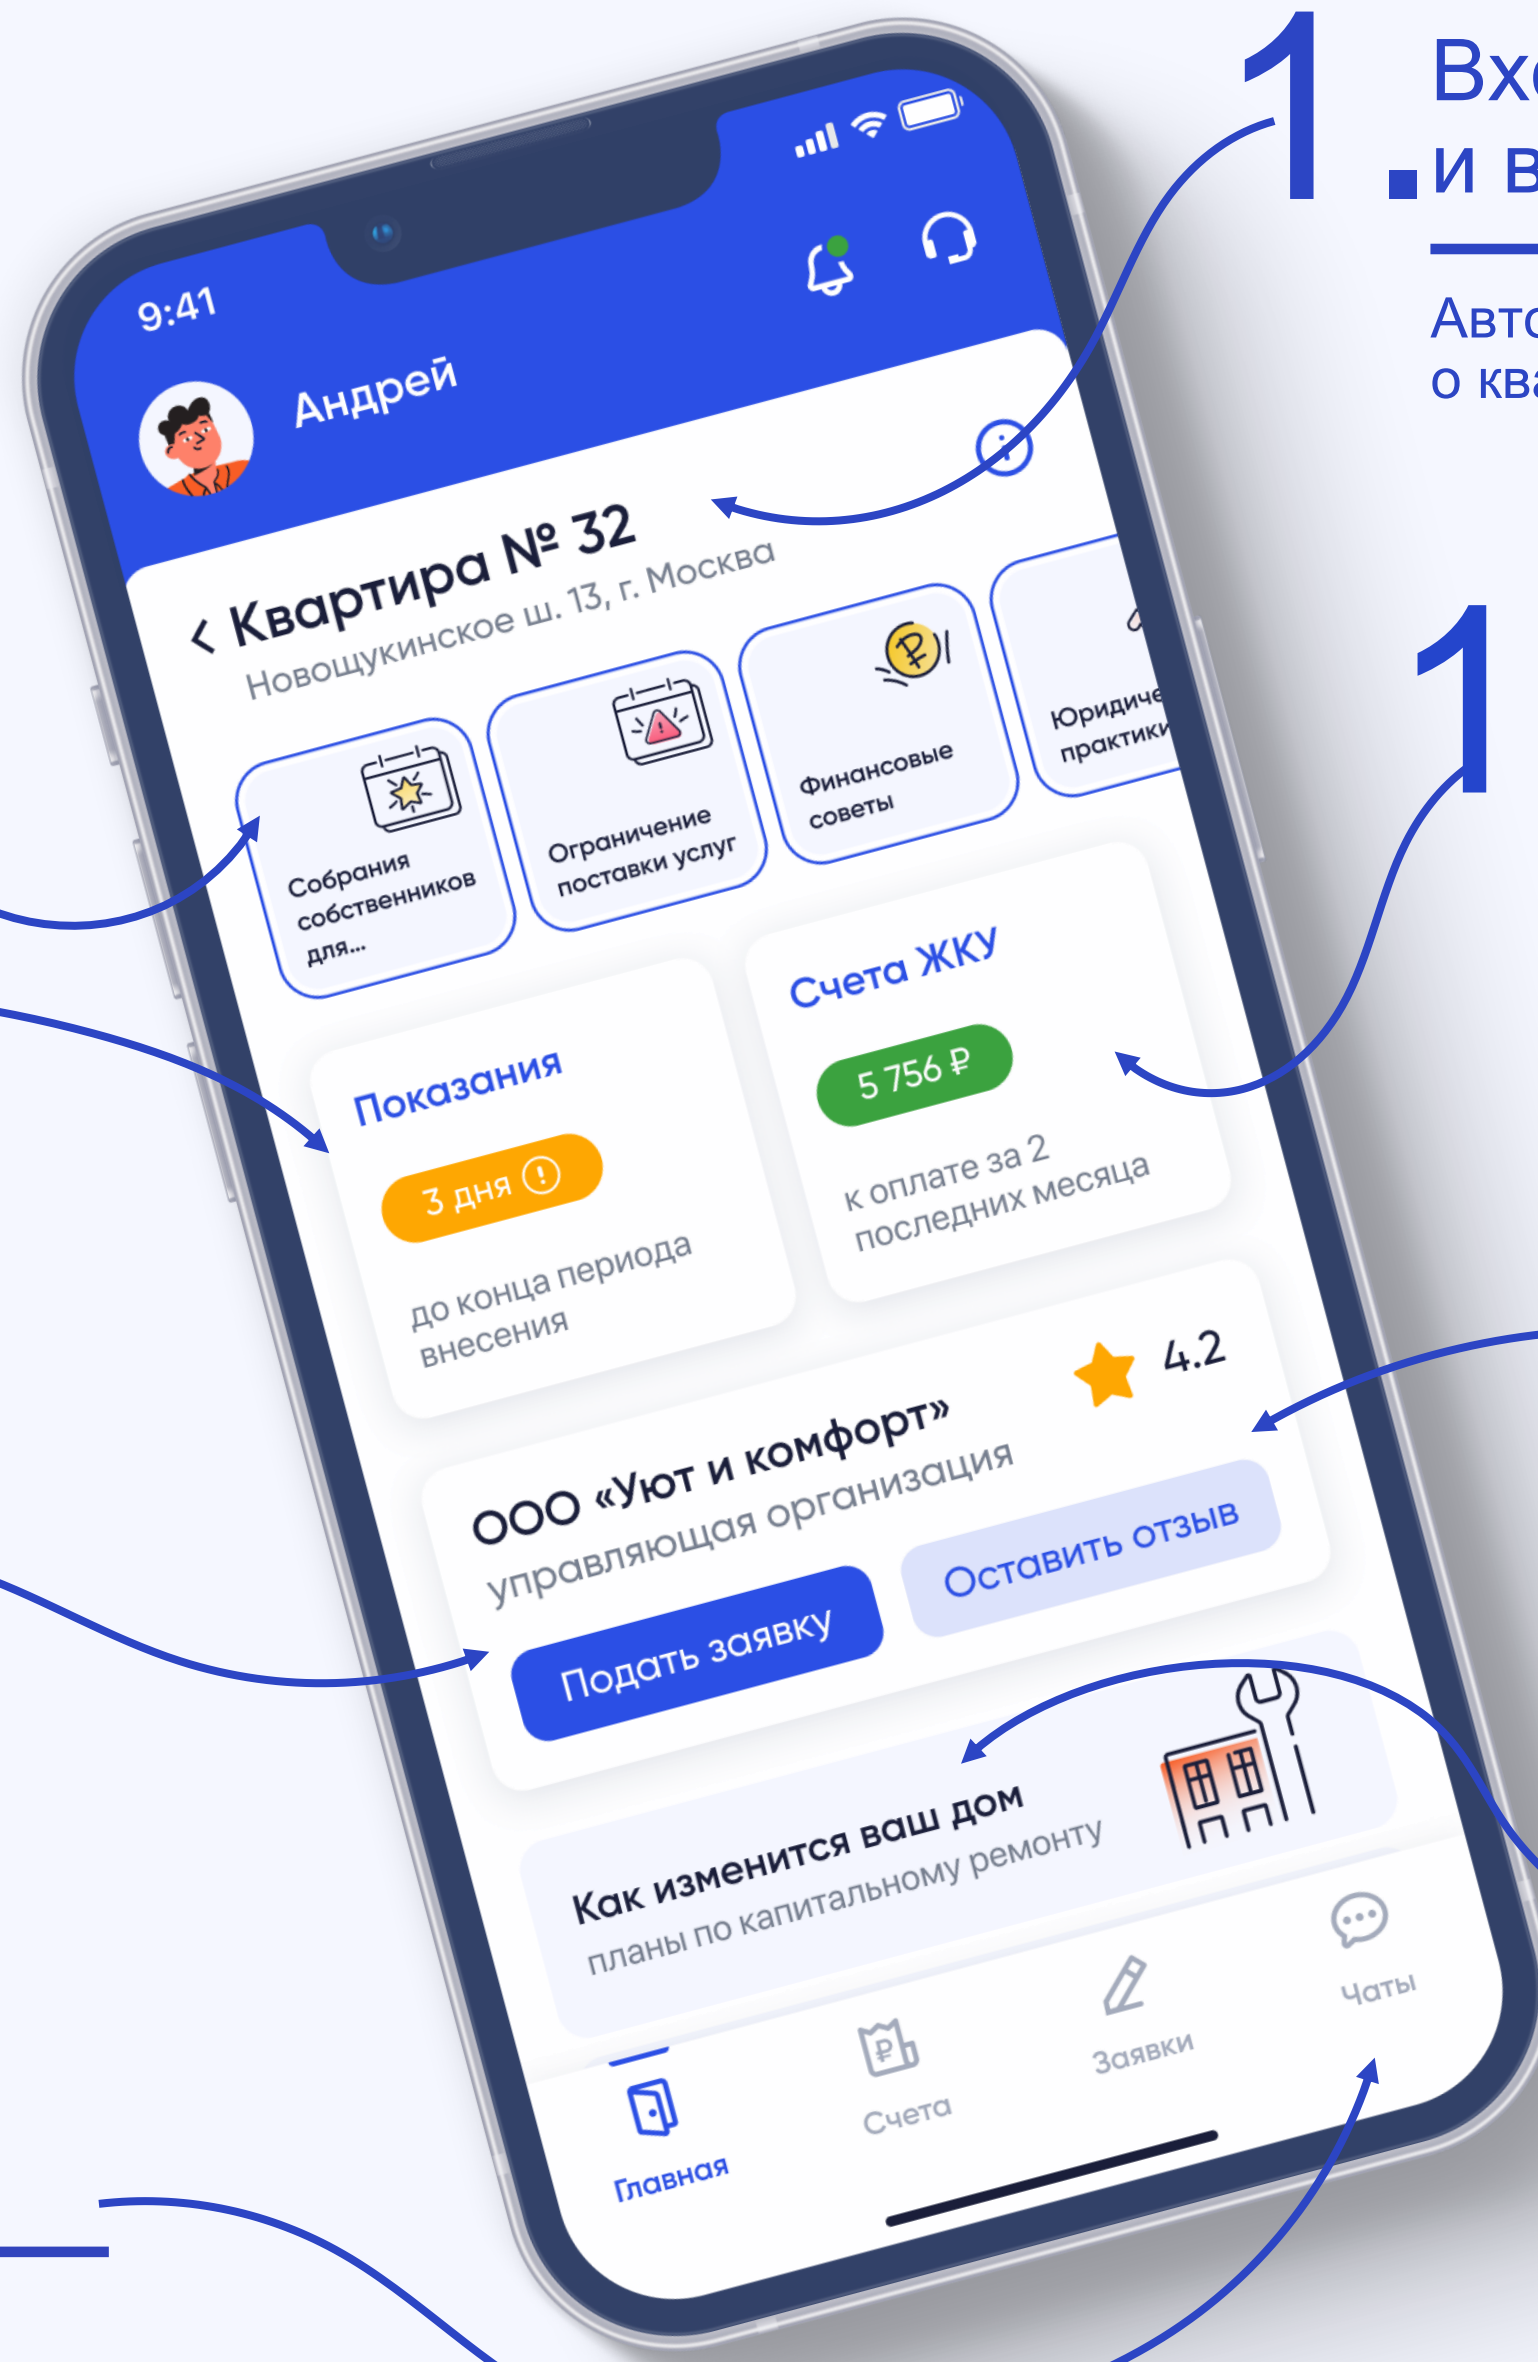 1.
и
9:41
Андрей
Квартира № 32
Новощукинское ш. 13, г. Москва
Собрания
собственников
для...
Ограничение
поставки услуг
Финансовые
советы
практики
1
Показания
3 дня
до конца периода
внесения
Счета ЖКУ
5 756 ₽
к оплате за 2
последних месяца
ООО «Уют и комфорт»
управляющая организация
4.2
Подать заявку
Оставить отзыв
Как изменится ваш дом
планы по капитальному ремонту
Главная
Счета
Заявки
Чаты